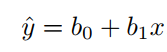 ŷ = b₀ + b₁x